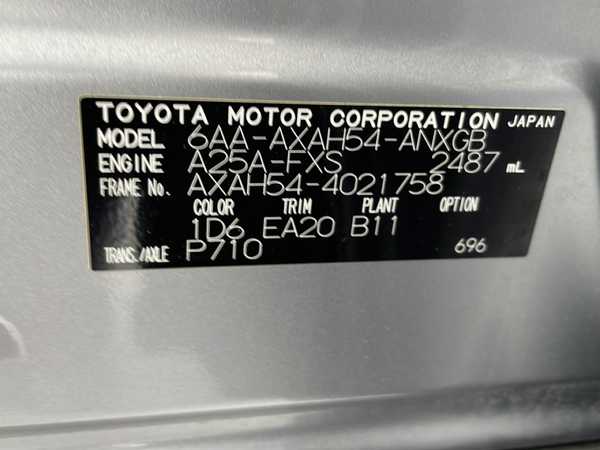 TOYOTA MOTOR CORPORATION JAPAN
MODEL 6AA-AXAH54-ANXGB
ENGINE A25A-FXS 2487 mL
FRAME No. AXAH54-4021758
COLOR TRIM PLANT OPTION
1D6 EA20 B11
TRANS./AXLE P710 696